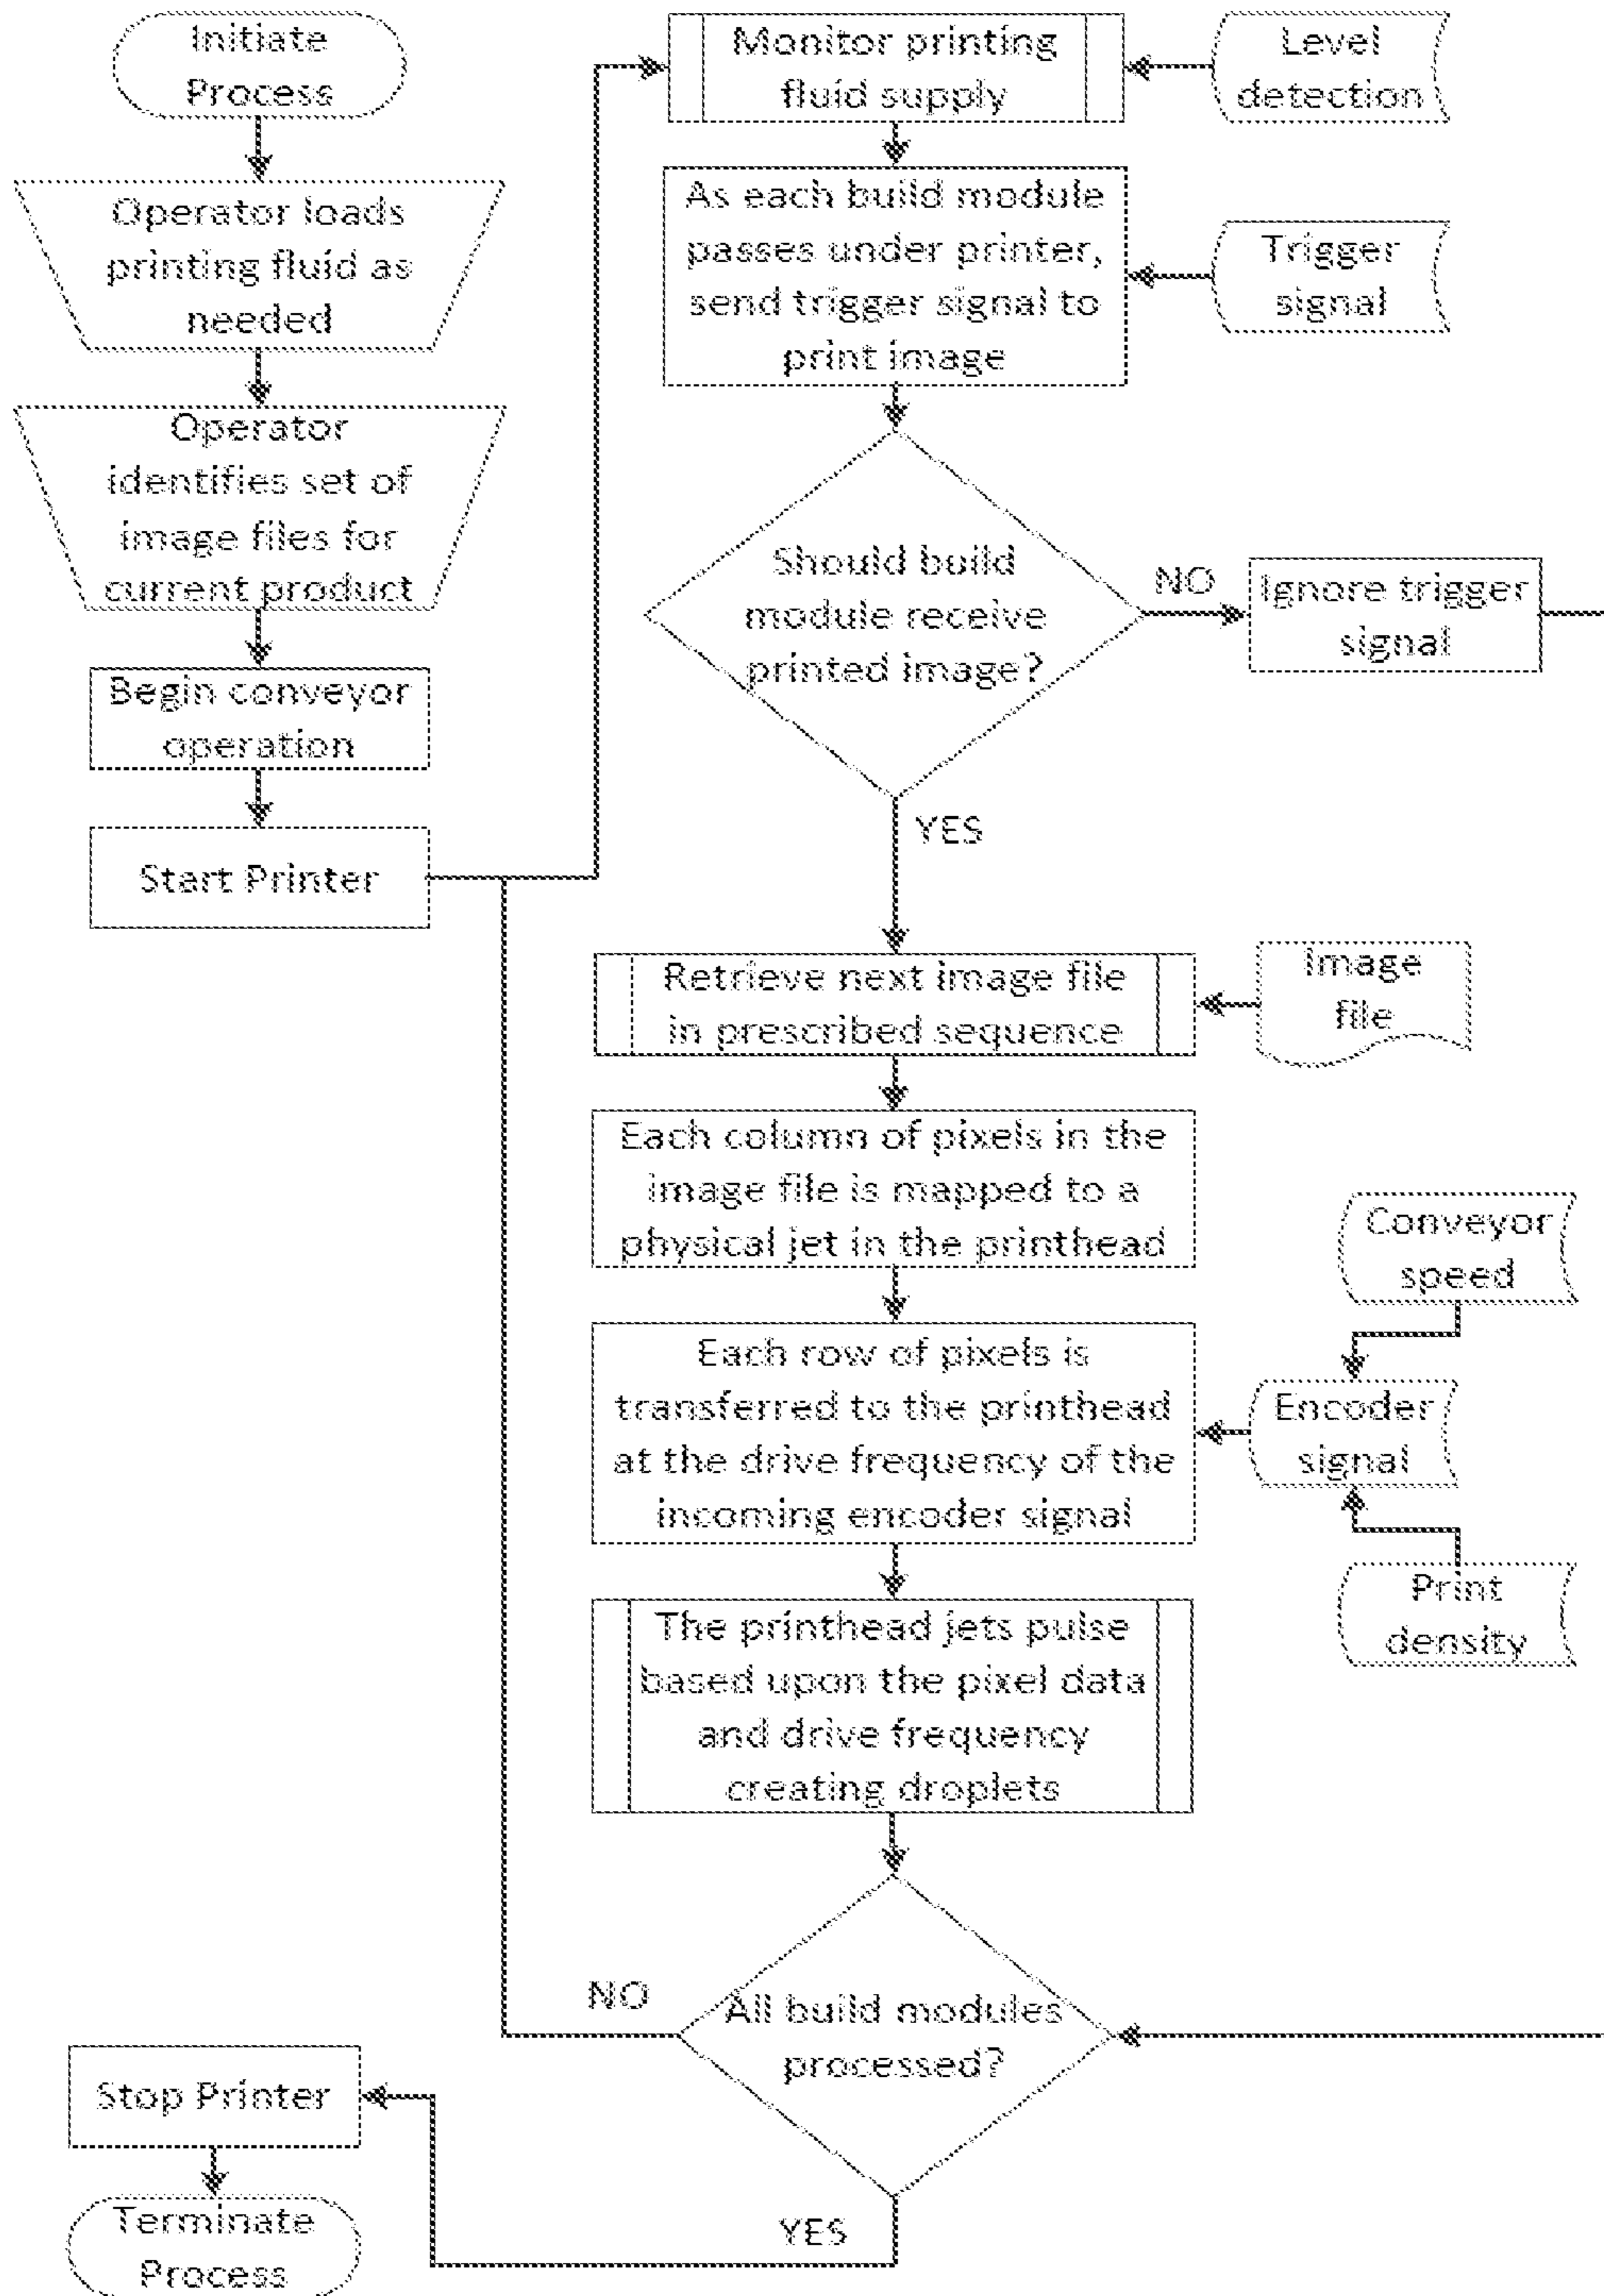 Initiate
Process
Operator loads
printing fluid as
needed
Operator
identifies set of
image files for
current product
Begin conveyor
operation
Start Printer
Monitor printing
fluid supply
Level
detection
As each build module
passes under printer,
send trigger signal to
print image
Trigger
signal
Should build
module receive
printed image?
NO
Ignore trigger
signal
YES
Retrieve next image file
in prescribed sequence
Image
file
Each column of pixels in the
image file is mapped to a
physical jet in the printhead
Conveyor
speed
Each row of pixels is
transferred to the printhead
at the drive frequency of the
incoming encoder signal
Encoder
signal
Print
density
The printhead jets pulse
based upon the pixel data
and drive frequency
creating droplets
All build modules
processed?
NO
YES
Stop Printer
Terminate
Process